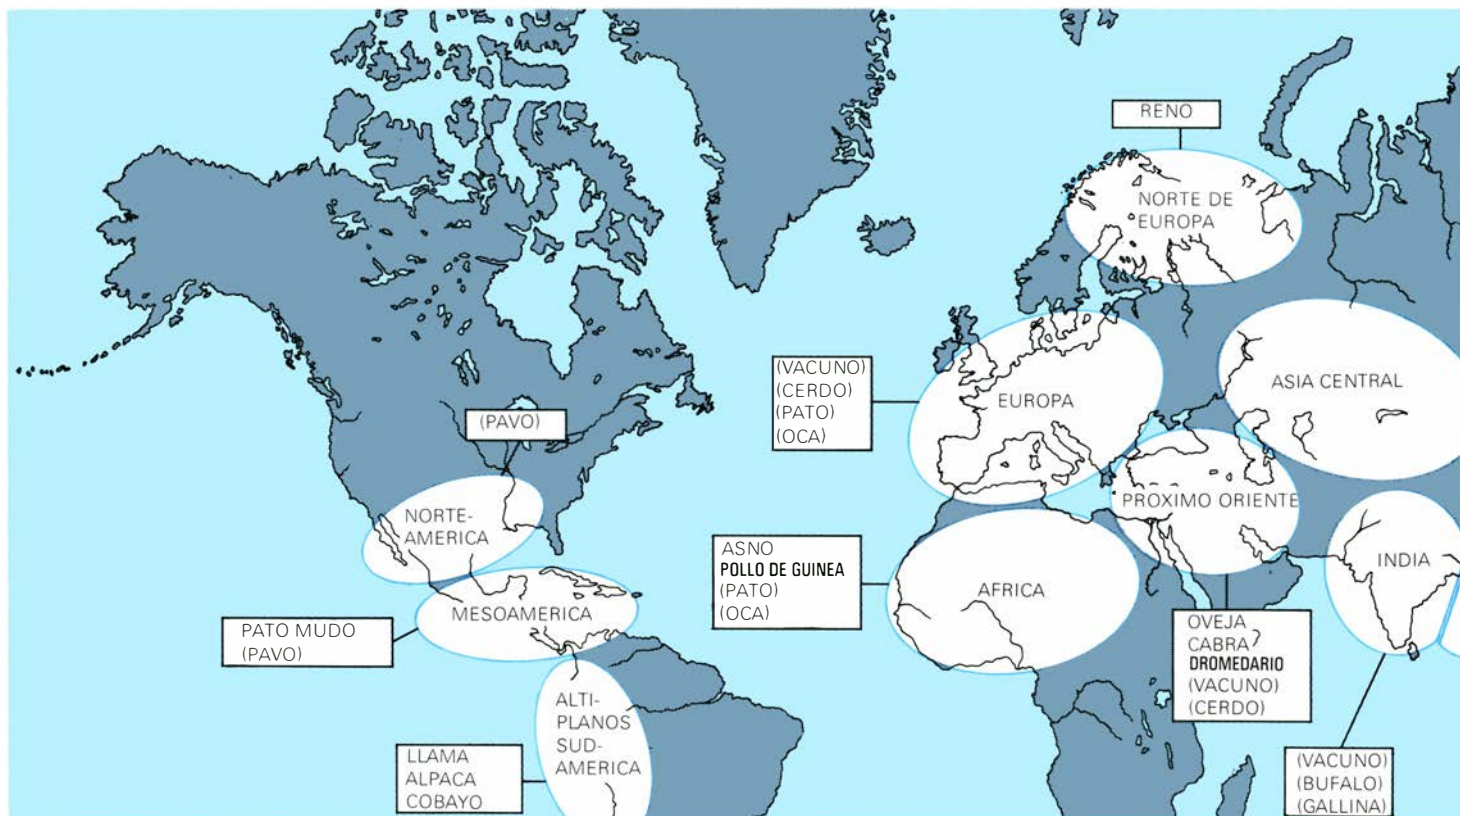 RENO
NORTE DE
EUROPA
(VACUNO)
(CERDO)
(PATO)
(OCA)
EUROPA
ASIA CENTRAL
(PAVO)
NORTE-
AMERICA
PROXIMO ORIENTE
ASNO
POLLO DE GUINEA
(PATO)
(OCA)
AFRICA
INDIA
MESOAMERICA
PATO MUDO
(PAVO)
OVEJA
CABRA?
DROMEDARIO
(VACUNO)
(CERDO)
ALTI-
PLANOS
SUD-
AMERICA
LLAMA
ALPACA
COBAYO
(VACUNO)
(BUFALO)
(GALLINA)